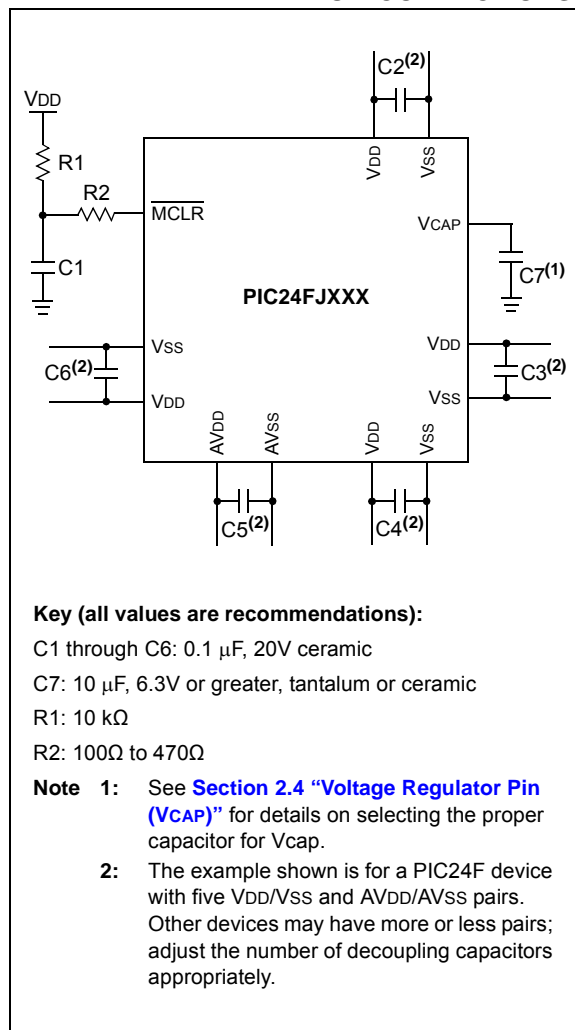 C2(2)
VDD
VDD
VSS
R1
R2
MCLR
VCAP
C1
C7(1)
PIC24FJXXX
VSS
VDD
C6(2)
C3(2)
VDD
VSS
AVDD
AVSS
VDD
VSS
C5(2)
C4(2)
Key (all values are recommendations):
C1 through C6: 0.1 μF, 20V ceramic
C7: 10 μF, 6.3V or greater, tantalum or ceramic
R1: 10 kΩ
R2: 100Ω to 470Ω
Note 1: See Section 2.4 “Voltage Regulator Pin
(VCAP)” for details on selecting the proper
capacitor for Vcap.
2: The example shown is for a PIC24F device
with five VDD/VSS and AVDD/AVSS pairs.
Other devices may have more or less pairs;
adjust the number of decoupling capacitors
appropriately.